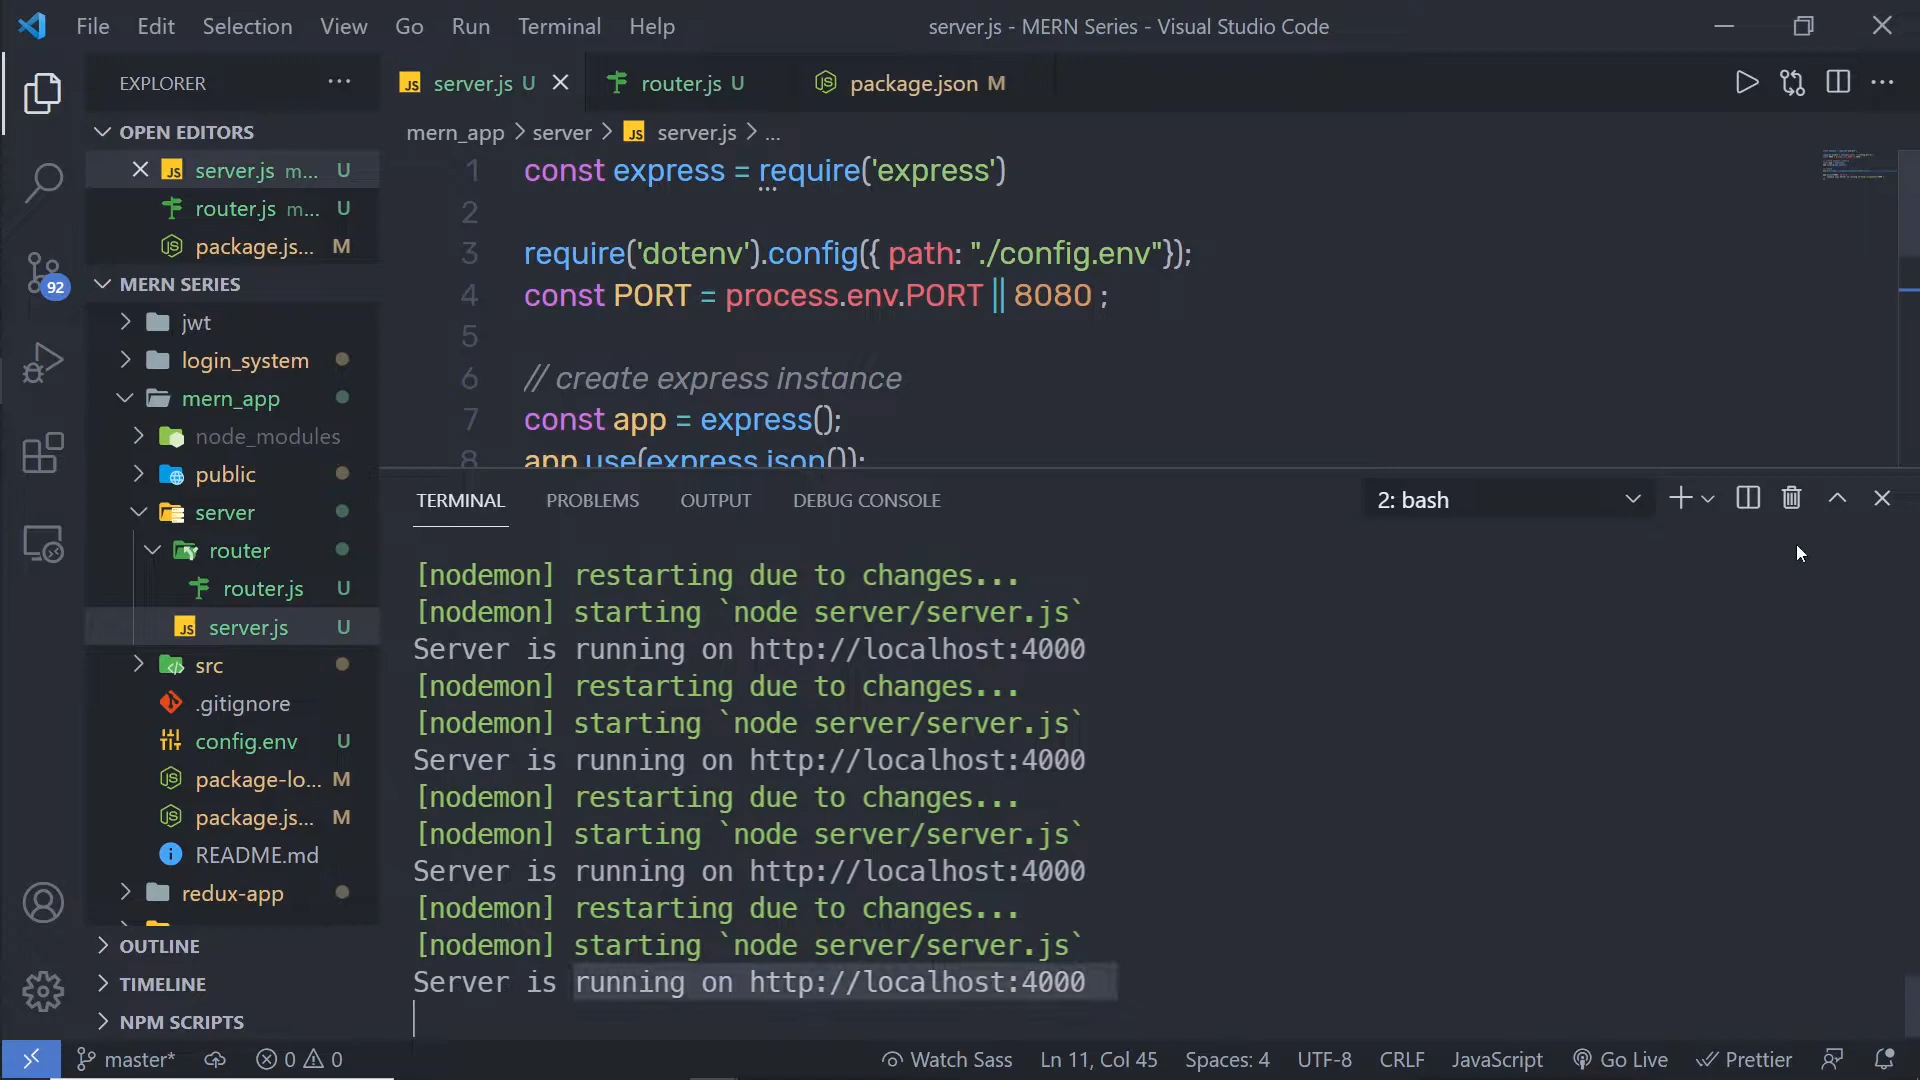 File Edit Selection View Go Run Terminal Help
server.js - MERN Series - Visual Studio Code
EXPLORER
server.js U
router.js U
package.json M
OPEN EDITORS
server.js m... U
router.js m... U
package.js... M
MERN SERIES
jwt
login_system
mern_app
node_modules
public
server
router
router.js U
server.js U
src
.gitignore
config.env U
package-lo... M
package.js... M
README.md
redux-app
OUTLINE
TIMELINE
NPM SCRIPTS
92
mern_app > server > JS server.js > ...
1 const express = require('express')
2
3 require('dotenv').config({ path: "./config.env"});
4 const PORT = process.env.PORT || 8080 ;
5
6 // create express instance
7 const app = express();
8 app.use(express.json());
TERMINAL PROBLEMS OUTPUT DEBUG CONSOLE
2: bash
[nodemon] restarting due to changes...
[nodemon] starting `node server/server.js`
Server is running on http://localhost:4000
[nodemon] restarting due to changes...
[nodemon] starting `node server/server.js`
Server is running on http://localhost:4000
[nodemon] restarting due to changes...
[nodemon] starting `node server/server.js`
Server is running on http://localhost:4000
[nodemon] restarting due to changes...
[nodemon] starting `node server/server.js`
Server is running on http://localhost:4000
master* 0 0 Watch Sass Ln 11, Col 45 Spaces: 4 UTF-8 CRLF JavaScript Go Live Prettier